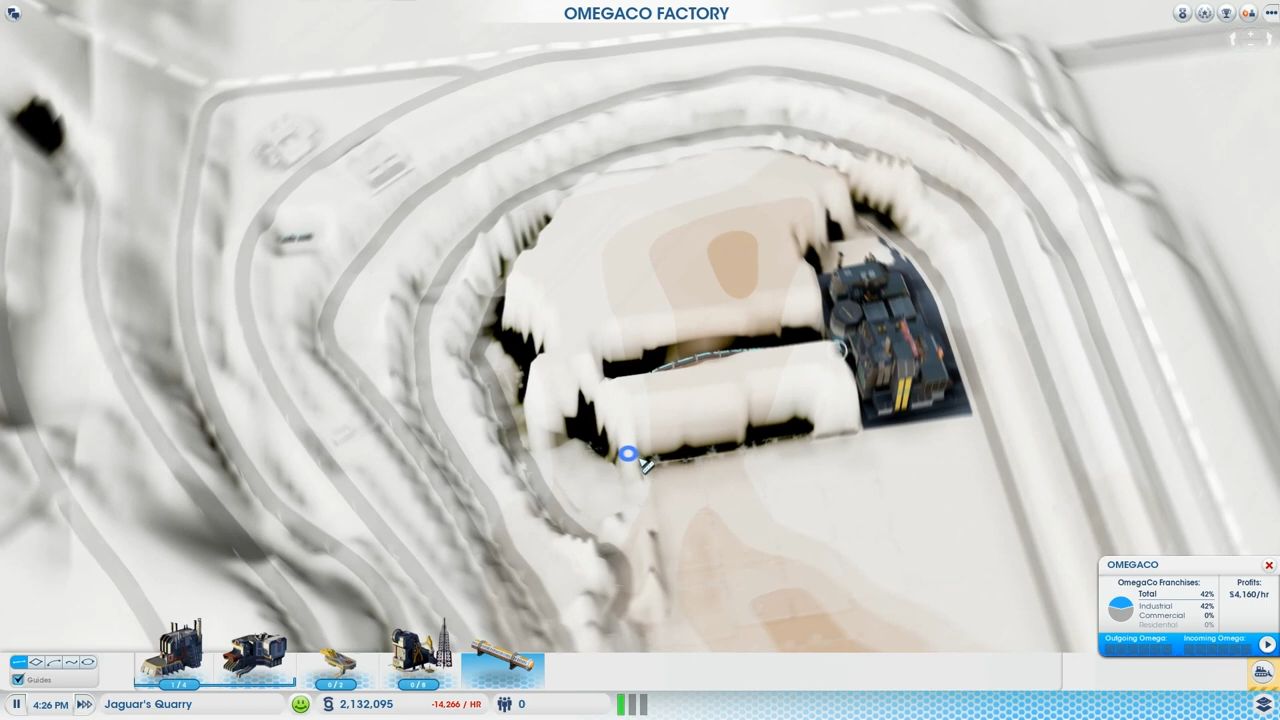 OMEGACO FACTORY
OMEGACO
OmegaCo Franchises:
Profits:
Total 42%
$4,160/hr
Industrial 42%
Commercial 0%
Residential 0%
Outgoing Omega:
Incoming Omega:
Guides
1/4
0/2
0/8
4:26 PM
Jaguar's Quarry
2,132,095
-14,266 / HR
0